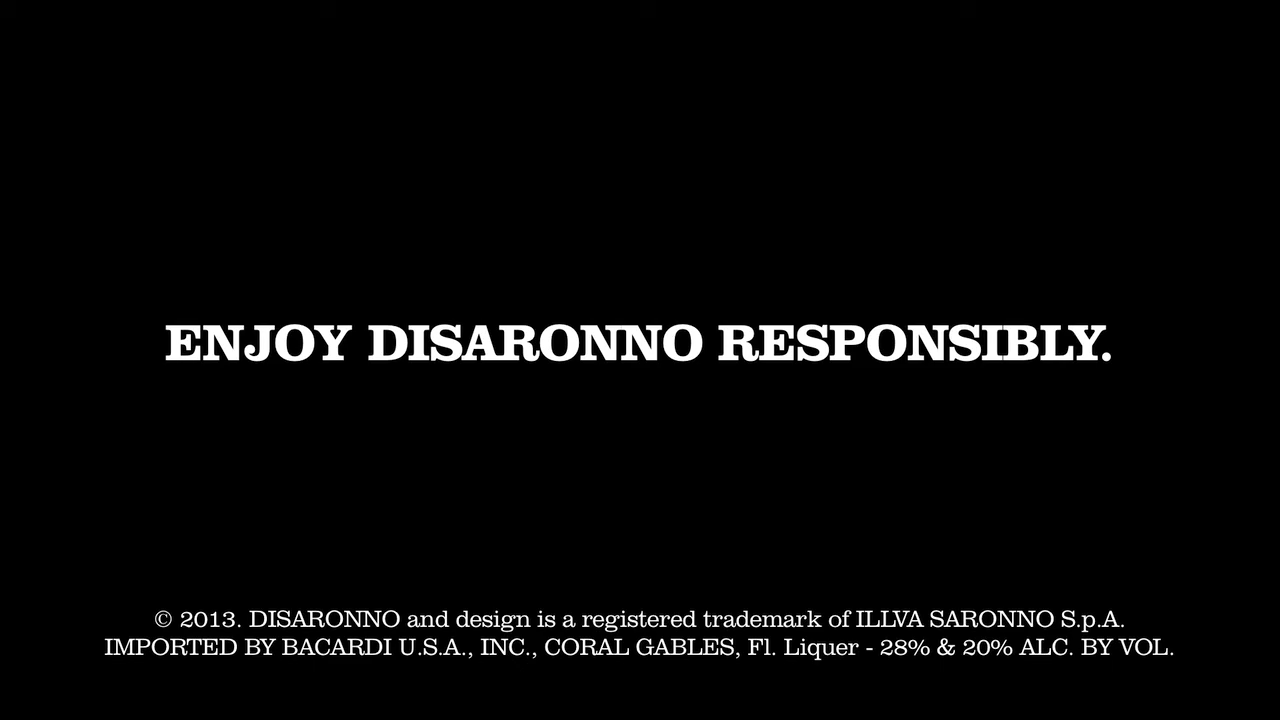 ENJOY DISARONNO RESPONSIBLY.
© 2013. DISARONNO and design is a registered trademark of ILLVA SARONNO S.p.A.
IMPORTED BY BACARDI U.S.A., INC., CORAL GABLES, Fl. Liquer - 28% & 20% ALC. BY VOL.